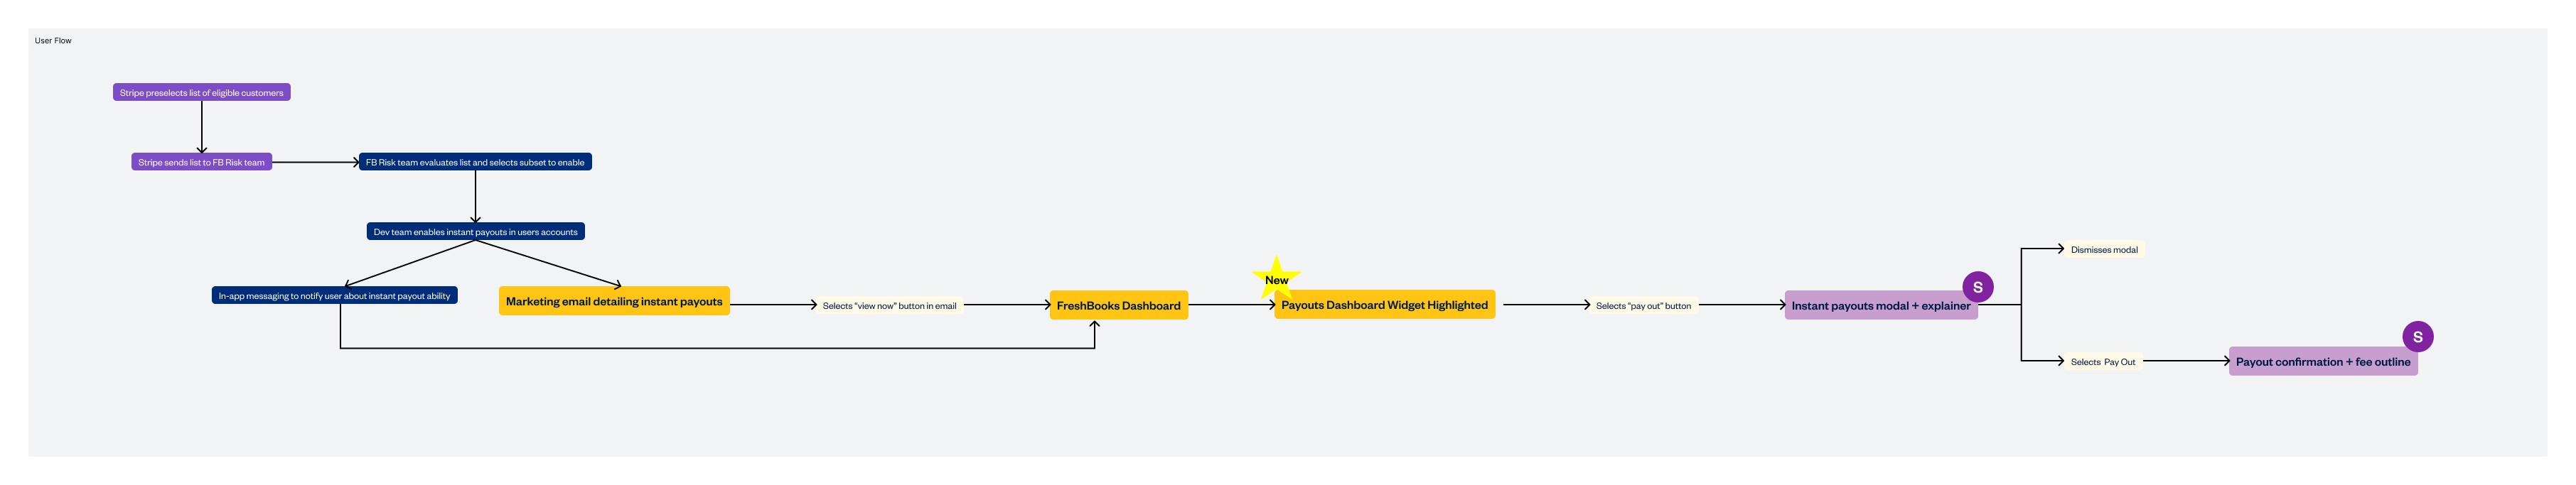 User Flow
Stripe preselects list of eligible customers
Stripe sends list to FB Risk team
FB Risk team evaluates list and selects subset to enable
Dev team enables instant payouts in users accounts
In-app messaging to notify user about instant payout ability
Marketing email detailing instant payouts
Selects "view now" button in email
FreshBooks Dashboard
New
Payouts Dashboard Widget Highlighted
Selects "pay out" button
S
Instant payouts modal + explainer
Dismisses modal
Selects Pay Out
S
Payout confirmation + fee outline